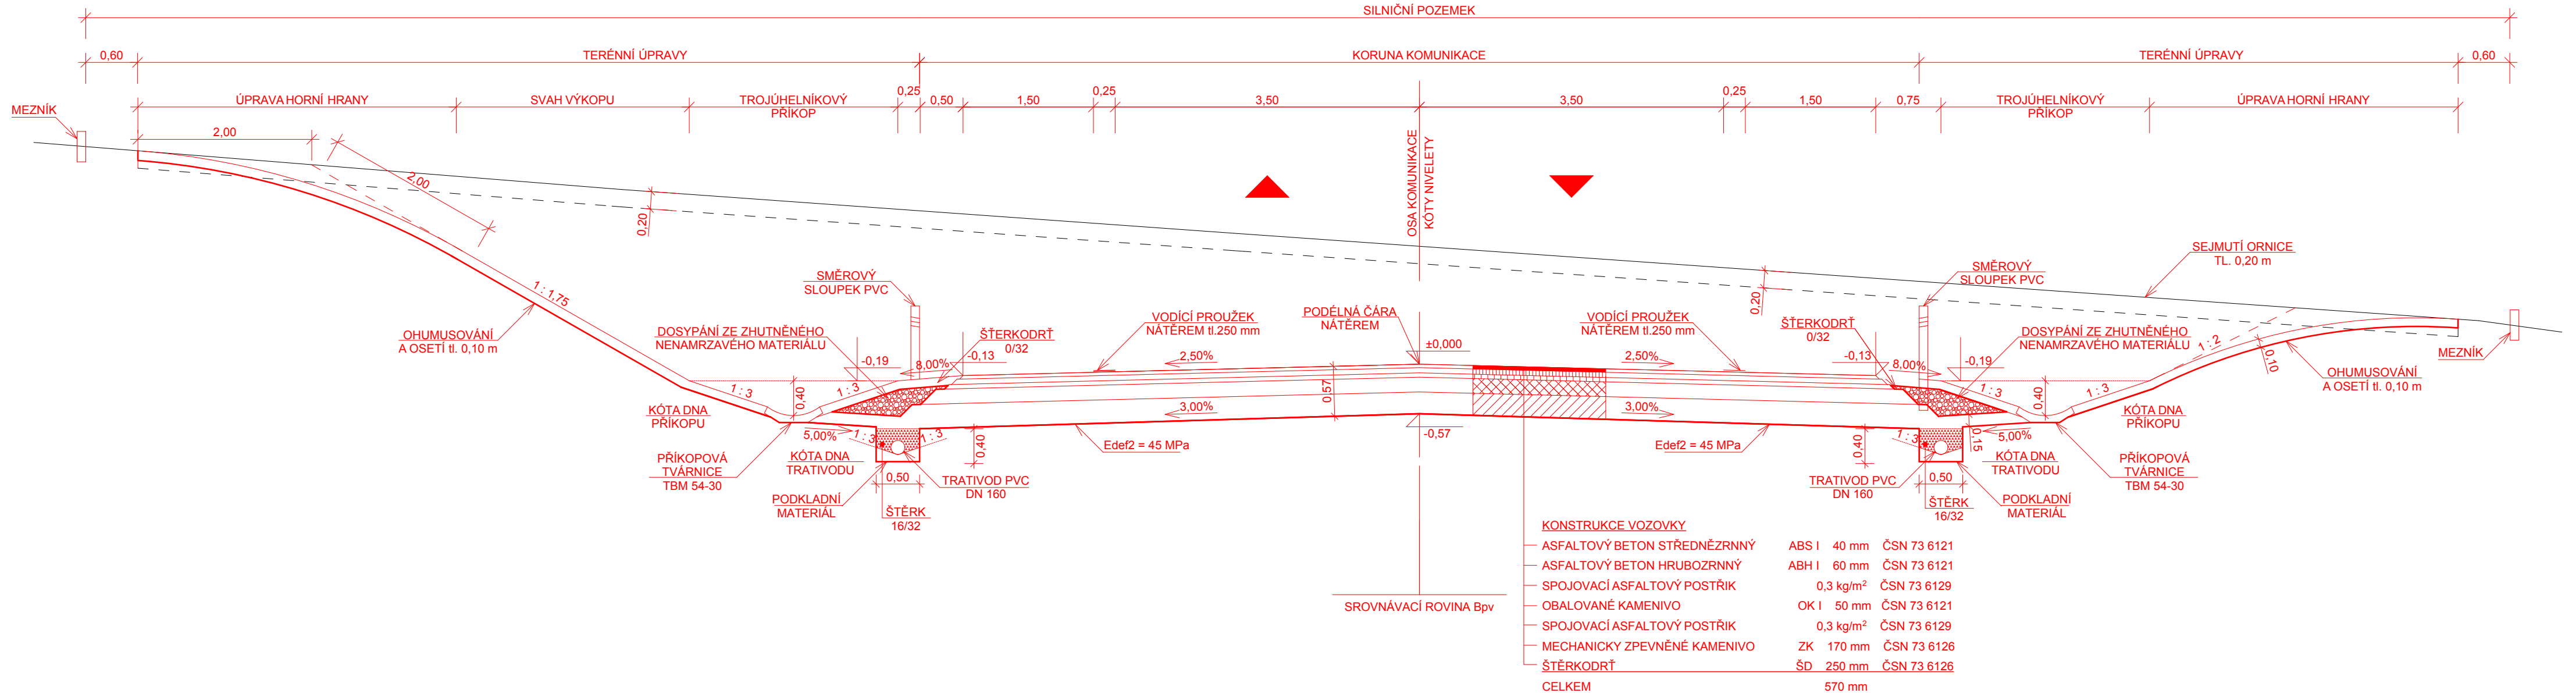 SILNIČNÍ POZEMEK
0,60
TERÉNNÍ ÚPRAVY
KORUNA KOMUNIKACE
TERÉNNÍ ÚPRAVY
0,60
MEZNÍK
ÚPRAVA HORNÍ HRANY
SVAH VÝKOPU
TROJÚHELNÍKOVÝ
PŘÍKOP
0,25
0,50
1,50
0,25
3,50
3,50
0,25
1,50
0,75
TROJÚHELNÍKOVÝ
PŘÍKOP
ÚPRAVA HORNÍ HRANY
2,00
2,00
0,20
OSA KOMUNIKACE
KÓTY NIVELETY
0,20
SEJMUTÍ ORNICE
TL. 0,20 m
1 : 1,75
SMĚROVÝ
SLOUPEK PVC
SMĚROVÝ
SLOUPEK PVC
OHUMUSOVÁNÍ
A OSETÍ tl. 0,10 m
DOSYPÁNÍ ZE ZHUTNĚNÉHO
NENAMRZAVÉHO MATERIÁLU
ŠTERKODRŤ
0/32
VODÍCÍ PROUŽEK
NÁTĚREM tl.250 mm
PODÉLNÁ ČÁRA
NÁTĚREM
±0,000
VODÍCÍ PROUŽEK
NÁTĚREM tl.250 mm
ŠTERKODRŤ
0/32
DOSYPÁNÍ ZE ZHUTNĚNÉHO
NENAMRZAVÉHO MATERIÁLU
1 : 2
0,10
MEZNÍK
OHUMUSOVÁNÍ
A OSETÍ tl. 0,10 m
-0,19
8,00%
-0,13
2,50%
2,50%
-0,13
8,00%
-0,19
1 : 3
0,40
1 : 3
0,57
1 : 3
0,40
1 : 3
KÓTA DNA
PŘÍKOPU
3,00%
3,00%
KÓTA DNA
PŘÍKOPU
5,00%
1 : 3
1 : 3
0,40
Edef2 = 45 MPa
-0,57
Edef2 = 45 MPa
0,40
1 : 3
0,15
5,00%
PŘÍKOPOVÁ
TVÁRNICE
TBM 54-30
KÓTA DNA
TRATIVODU
KÓTA DNA
TRATIVODU
PŘÍKOPOVÁ
TVÁRNICE
TBM 54-30
0,50
TRATIVOD PVC
DN 160
TRATIVOD PVC
DN 160
0,50
PODKLADNÍ
MATERIÁL
ŠTĚRK
16/32
ŠTĚRK
16/32
PODKLADNÍ
MATERIÁL
SROVNÁVACÍ ROVINA Bpv
KONSTRUKCE VOZOVKY
ASFALTOVÝ BETON STŘEDNĚZRNNÝ ABS I 40 mm ČSN 73 6121
ASFALTOVÝ BETON HRUBOZRNNÝ ABH I 60 mm ČSN 73 6121
SPOJOVACÍ ASFALTOVÝ POSTŘIK 0,3 kg/m² ČSN 73 6129
OBALOVANÉ KAMENIVO OK I 50 mm ČSN 73 6121
SPOJOVACÍ ASFALTOVÝ POSTŘIK 0,3 kg/m² ČSN 73 6129
MECHANICKY ZPEVNĚNÉ KAMENIVO ZK 170 mm ČSN 73 6126
ŠTĚRKODRŤ ŠD 250 mm ČSN 73 6126
CELKEM 570 mm